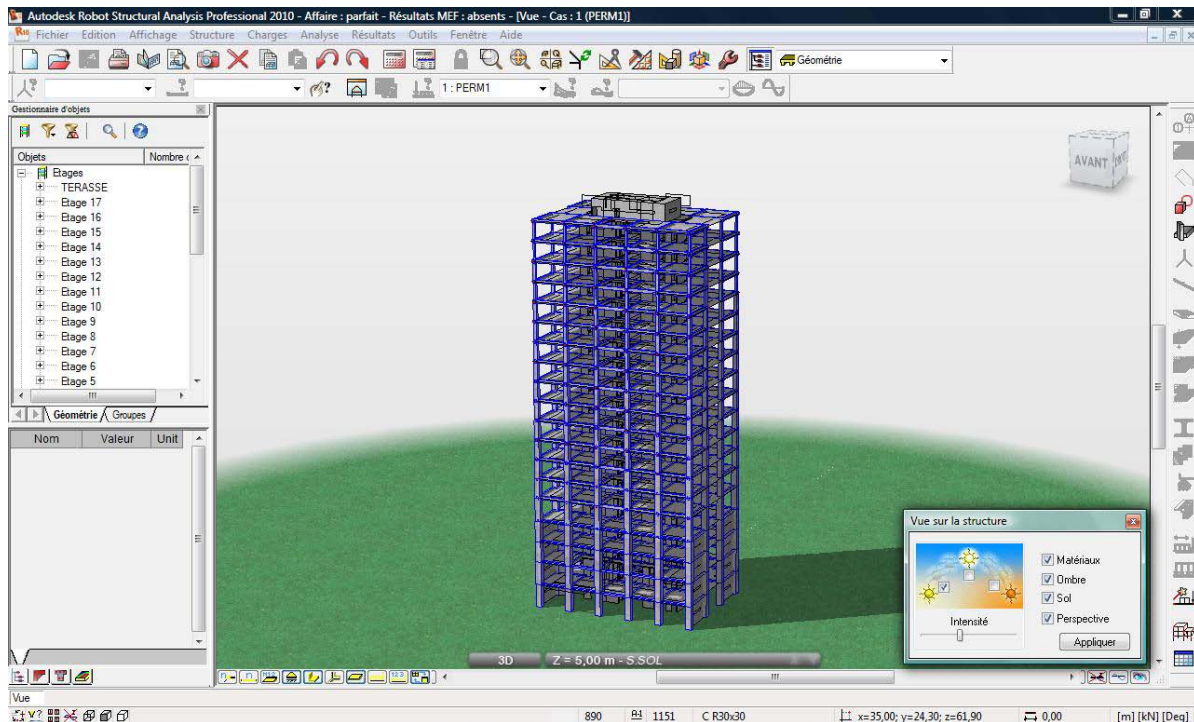 Autodesk Robot Structural Analysis Professional 2010 - Affaire : parfait - Résultats MEF : absents - [Vue - Cas : 1 (PERM1)]
Fichier Edition Affichage Structure Charges Analyse Résultats Outils Fenêtre Aide
Géométrie
1 : PERM1
Gestionnaire d'objets
Objets Nombre
Etages
TERASSE
Etage 17
Etage 16
Etage 15
Etage 14
Etage 13
Etage 12
Etage 11
Etage 10
Etage 9
Etage 8
Etage 7
Etage 6
Etage 5
Géométrie Groupes
Nom Valeur Unit
AVANT
Vue sur la structure
Matériaux
Ombre
Sol
Perspective
Intensité
Appliquer
3D Z = 5,00 m - S SOL
Vue
890 1151 C R30x30 x=35,00; y=24,30; z=61,90 0,00 [m] [kN] [Deg]